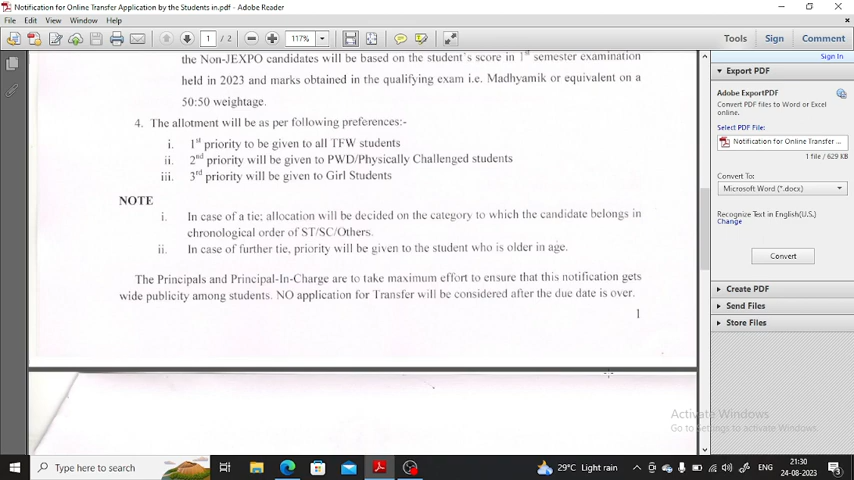 Notification for Online Transfer Application by the Students in.pdf - Adobe Reader
File Edit View Window Help
1 / 2 117% Tools Sign Comment
Sign In
the Non-JEXPO candidates will be based on the student's score in 1st semester examination
held in 2023 and marks obtained in the qualifying exam i.e. Madhyamik or equivalent on a
50:50 weightage.
4. The allotment will be as per following preferences:-
i. 1st priority to be given to all TFW students
ii. 2nd priority will be given to PWD/Physically Challenged students
iii. 3rd priority will be given to Girl Students
NOTE
i. In case of a tie; allocation will be decided on the category to which the candidate belongs in
chronological order of ST/SC/Others.
ii. In case of further tie, priority will be given to the student who is older in age.
The Principals and Principal-In-Charge are to take maximum effort to ensure that this notification gets
wide publicity among students. NO application for Transfer will be considered after the due date is over.
1
Export PDF
Adobe ExportPDF
Convert PDF files to Word or Excel
online.
Select PDF File:
Notification for Online Transfer ...
1 file / 629 KB
Convert To:
Microsoft Word (*.docx)
Recognize Text in English(U.S.)
Change
Convert
Create PDF
Send Files
Store Files
Activate Windows
Go to Settings to activate Windows.
Type here to search
29°C Light rain
ENG
21:30
24-08-2023
3